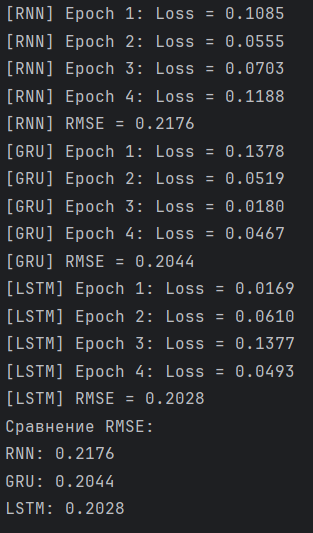 [RNN] Epoch 1: Loss = 0.1085
[RNN] Epoch 2: Loss = 0.0555
[RNN] Epoch 3: Loss = 0.0703
[RNN] Epoch 4: Loss = 0.1188
[RNN] RMSE = 0.2176
[GRU] Epoch 1: Loss = 0.1378
[GRU] Epoch 2: Loss = 0.0519
[GRU] Epoch 3: Loss = 0.0180
[GRU] Epoch 4: Loss = 0.0467
[GRU] RMSE = 0.2044
[LSTM] Epoch 1: Loss = 0.0169
[LSTM] Epoch 2: Loss = 0.0610
[LSTM] Epoch 3: Loss = 0.1377
[LSTM] Epoch 4: Loss = 0.0493
[LSTM] RMSE = 0.2028
Сравнение RMSE:
RNN: 0.2176
GRU: 0.2044
LSTM: 0.2028